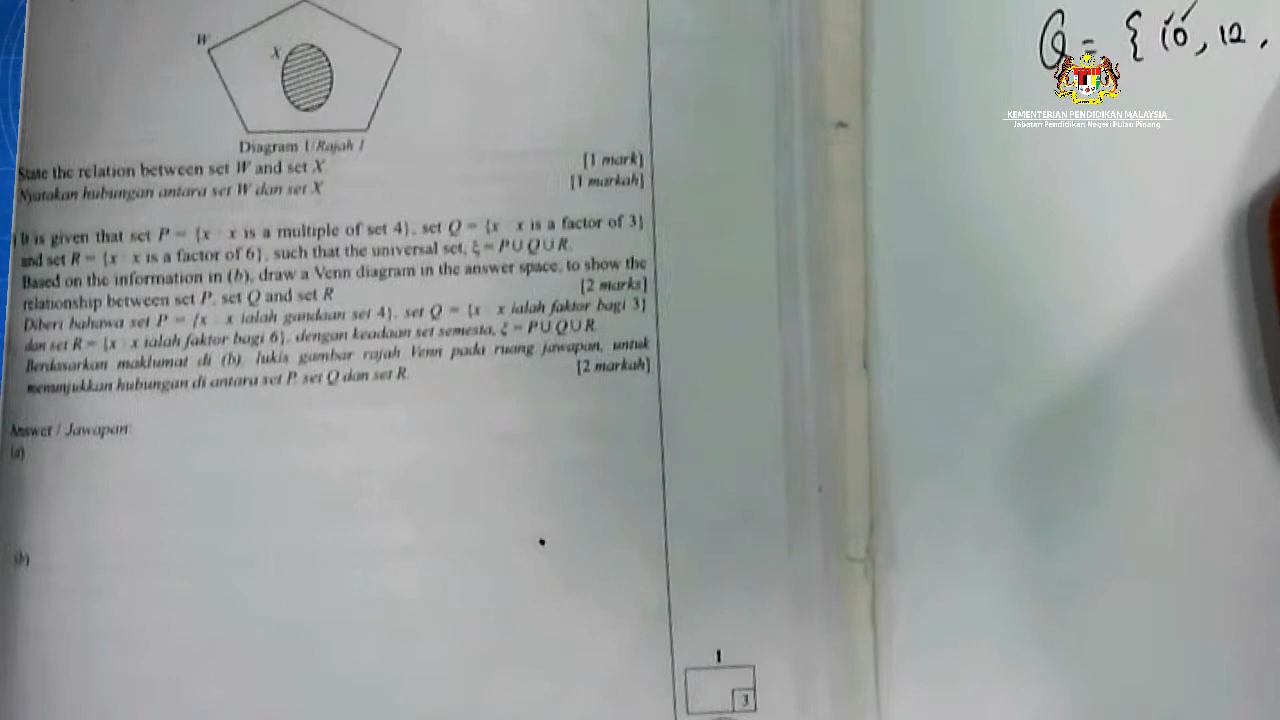 W
X
Diagram 1/Rajah 1
State the relation between set W and set X
[1 mark]
Nyatakan hubungan antara set W dan set X
[1 markah]
It is given that set P = {x : x is a multiple of set 4}, set Q = {x : x is a factor of 3}
and set R = {x : x is a factor of 6}, such that the universal set, ξ = P∪Q∪R.
Based on the information in (b), draw a Venn diagram in the answer space, to show the
relationship between set P, set Q and set R
[2 marks]
Diberi bahawa set P = {x : x ialah gandaan set 4}, set Q = {x : x ialah faktor bagi 3}
dan set R = {x : x ialah faktor bagi 6}, dengan keadaan set semesta, ξ = P∪Q∪R
Berdasarkan maklumat di (b), lukis gambar rajah Venn pada ruang jawapan, untuk
menunjukkan hubungan di antara set P, set Q dan set R.
[2 markah]
Answer / Jawapan:
(a)
(b)
1
3
Q = { 10, 12,
KEMENTERIAN PENDIDIKAN MALAYSIA
Jabatan Pendidikan Negeri Pulau Pinang